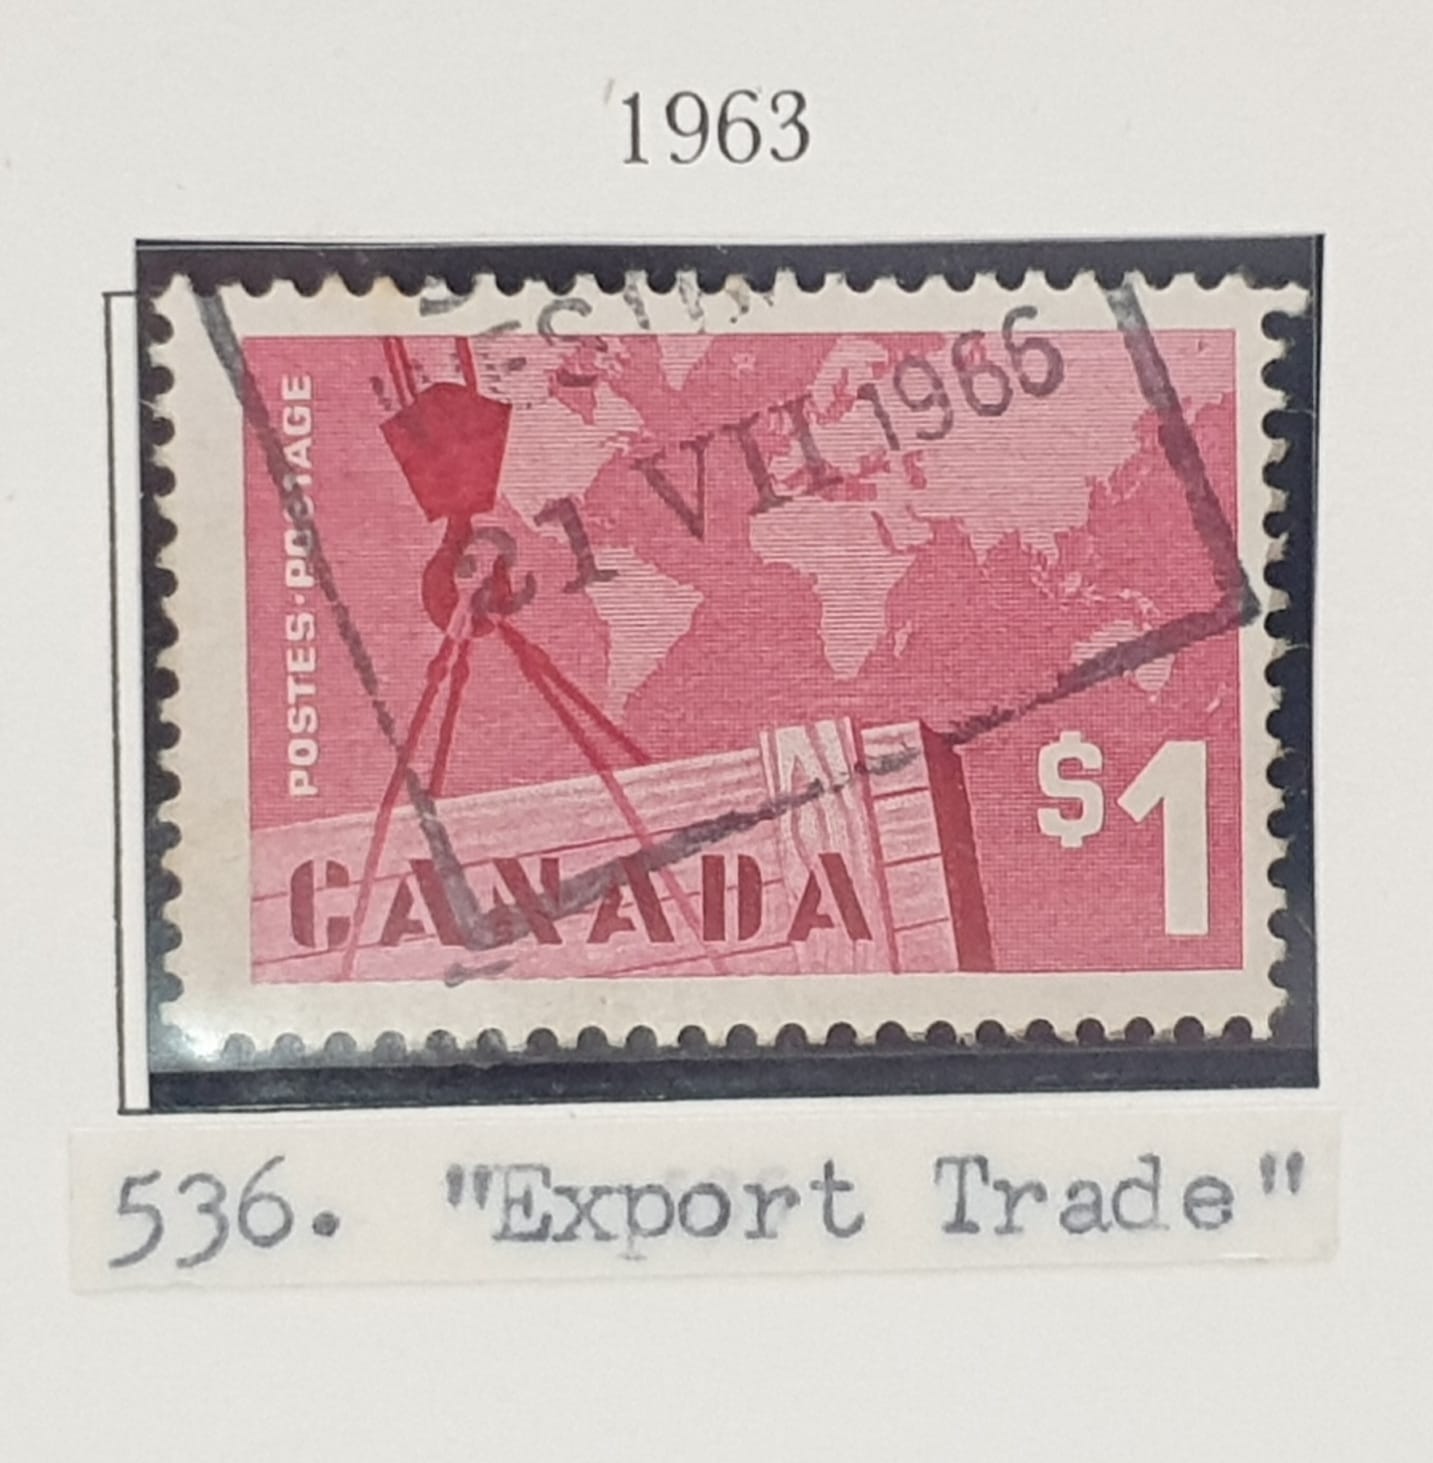 1963
POSTES·POSTAGE
21 VII 1966
$1
CANADA
536. "Export Trade"